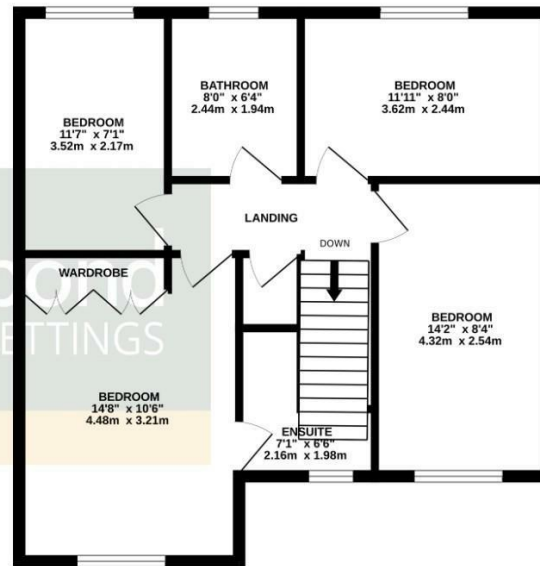 BATHROOM
8'0" x 6'4"
2.44m x 1.94m
BEDROOM
11'11" x 8'0"
3.62m x 2.44m
BEDROOM
11'7" x 7'1"
3.52m x 2.17m
LANDING
DOWN
WARDROBE
BEDROOM
14'2" x 8'4"
4.32m x 2.54m
BEDROOM
14'8" x 10'6"
4.48m x 3.21m
ENSUITE
7'1" x 6'6"
2.16m x 1.98m
ond
ETTINGS